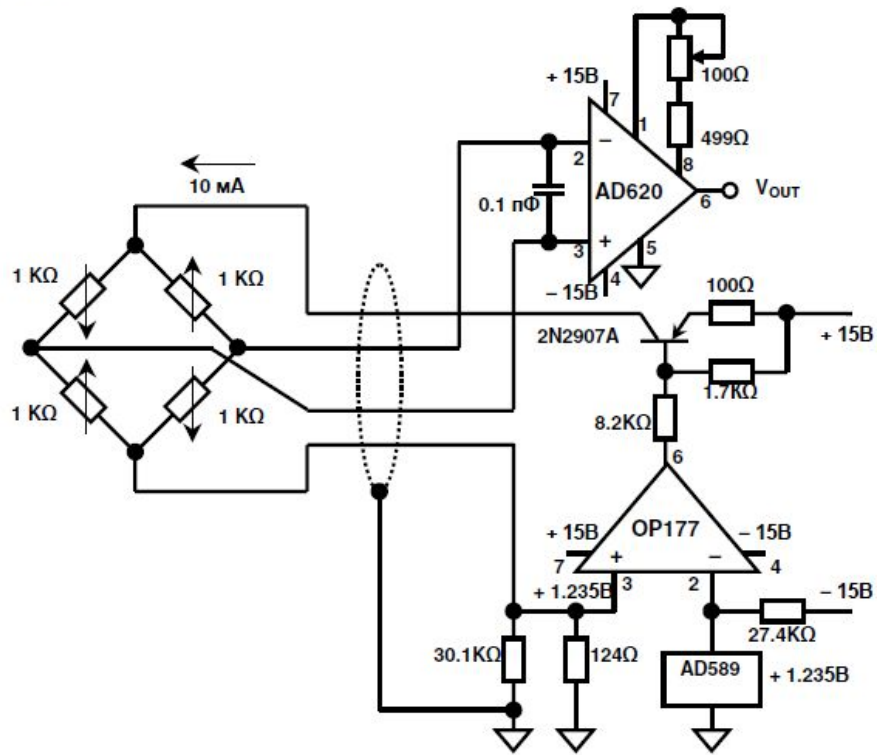 + 15В
7
1
100Ω
499Ω
8
2
−
AD620
6
VOUT
0.1 пФ
+
3
5
− 15В
4
10 мА
1 KΩ
1 KΩ
1 KΩ
1 KΩ
100Ω
2N2907A
+ 15В
1.7KΩ
8.2KΩ
6
OP177
+ 15В
− 15В
7
+
−
4
3
2
+ 1.235В
− 15В
27.4KΩ
30.1KΩ
124Ω
AD589
+ 1.235В